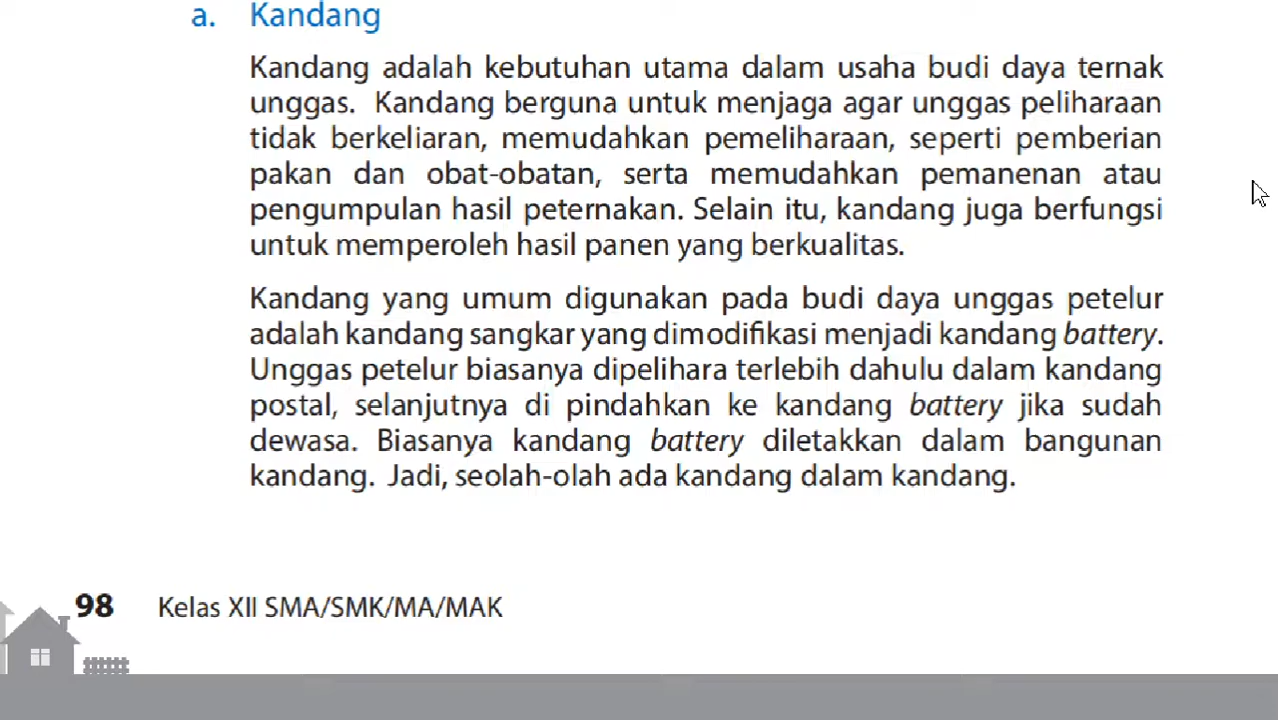 a. Kandang
Kandang adalah kebutuhan utama dalam usaha budi daya ternak
unggas. Kandang berguna untuk menjaga agar unggas peliharaan
tidak berkeliaran, memudahkan pemeliharaan, seperti pemberian
pakan dan obat-obatan, serta memudahkan pemanenan atau
pengumpulan hasil peternakan. Selain itu, kandang juga berfungsi
untuk memperoleh hasil panen yang berkualitas.
Kandang yang umum digunakan pada budi daya unggas petelur
adalah kandang sangkar yang dimodifikasi menjadi kandang battery.
Unggas petelur biasanya dipelihara terlebih dahulu dalam kandang
postal, selanjutnya di pindahkan ke kandang battery jika sudah
dewasa. Biasanya kandang battery diletakkan dalam bangunan
kandang. Jadi, seolah-olah ada kandang dalam kandang.
98 Kelas XII SMA/SMK/MA/MAK